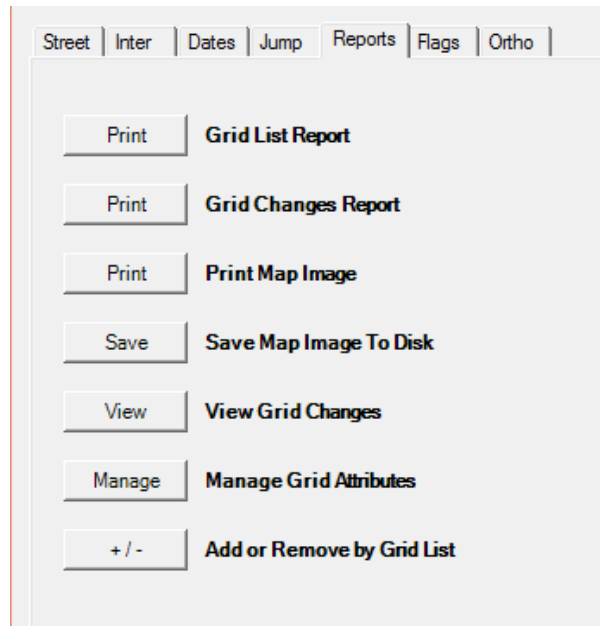 Street Inter Dates Jump Reports Flags Ortho
Print Grid List Report
Print Grid Changes Report
Print Print Map Image
Save Save Map Image To Disk
View View Grid Changes
Manage Manage Grid Attributes
+ / - Add or Remove by Grid List